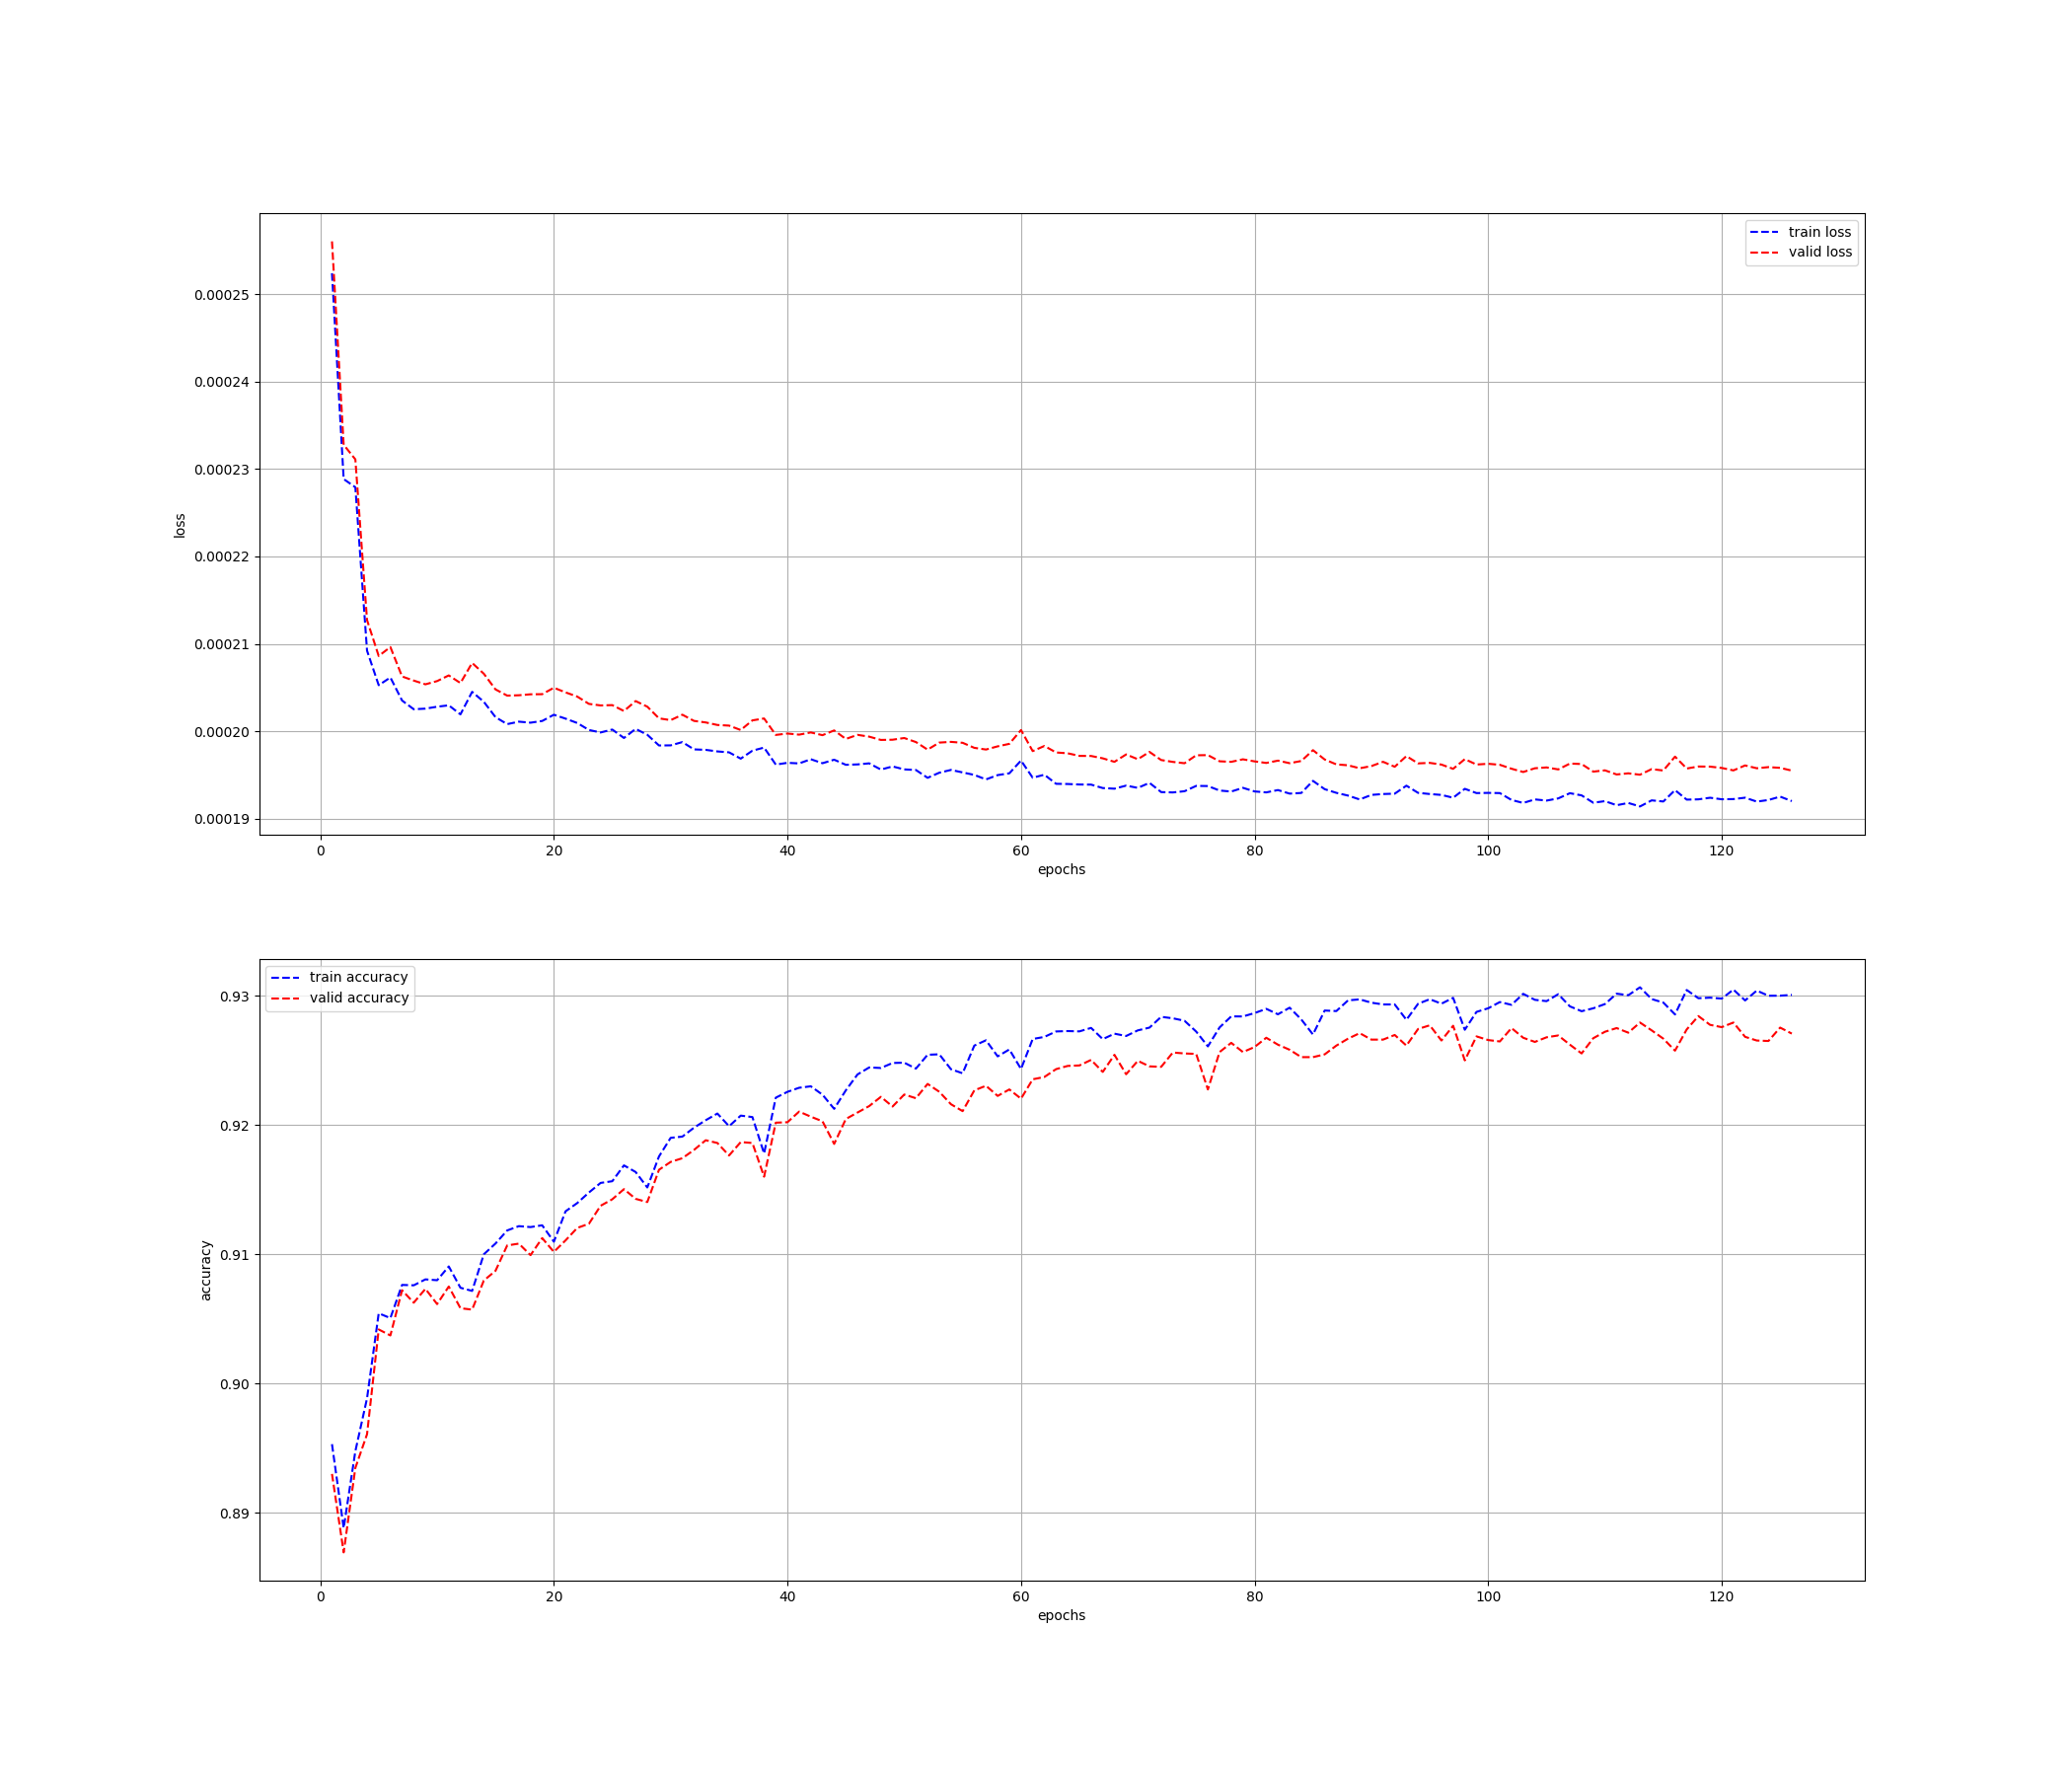 train loss
valid loss
0.00025
0.00024
0.00023
0.00022
0.00021
0.00020
0.00019
loss
0 20 40 60 80 100 120
epochs
train accuracy
valid accuracy
0.93
0.92
0.91
0.90
0.89
accuracy
0 20 40 60 80 100 120
epochs